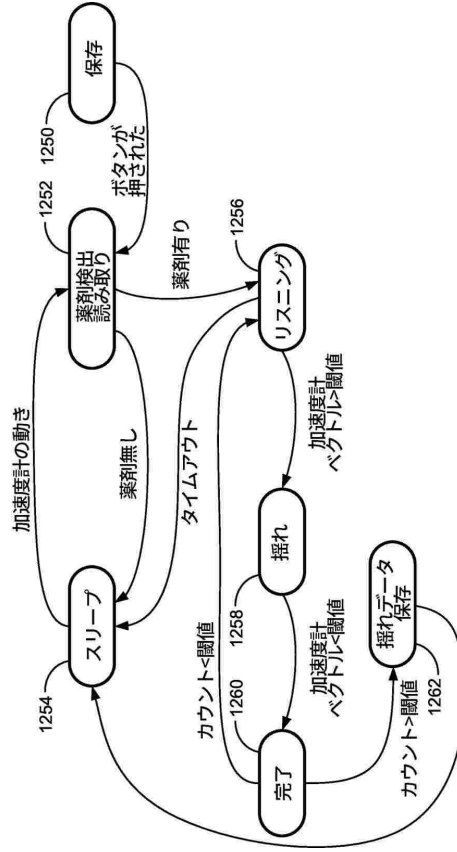 加速度計の動き
1254
スリープ
薬剤無し
1252
薬剤検出
読み取り
1250
保存
ボタンが
押された
薬剤有り
タイムアウト
1256
リスニング
カウント<閾値
加速度計
ベクトル>閾値
1258
揺れ
加速度計
ベクトル<閾値
1260
完了
カウント>閾値
1262
揺れデータ
保存